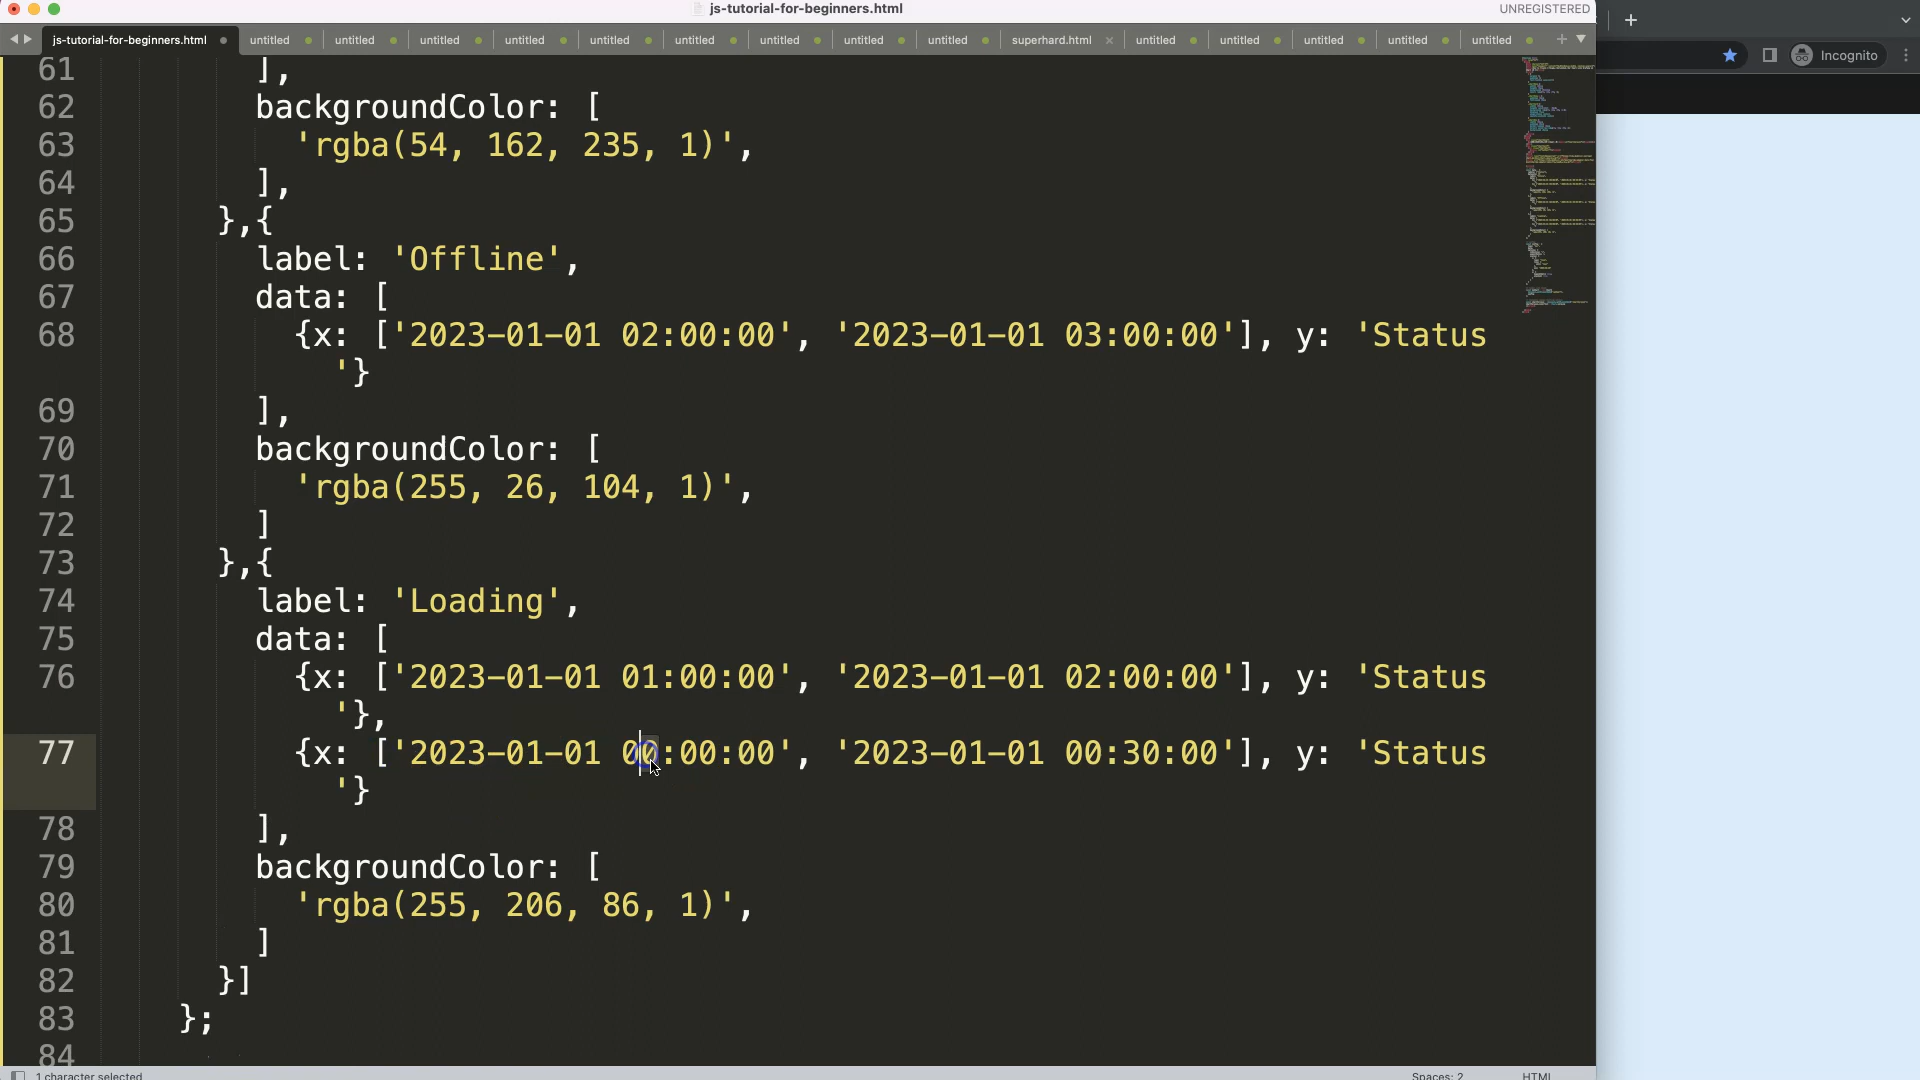 js-tutorial-for-beginners.html
UNREGISTERED
js-tutorial-for-beginners.html untitled untitled untitled untitled untitled untitled untitled untitled untitled superhard.html untitled untitled untitled untitled untitled
Incognito
61 ],
62 backgroundColor: [
63 'rgba(54, 162, 235, 1)',
64 ],
65 },{
66 label: 'Offline',
67 data: [
68 {x: ['2023-01-01 02:00:00', '2023-01-01 03:00:00'], y: 'Status
'}
69 ],
70 backgroundColor: [
71 'rgba(255, 26, 104, 1)',
72 ]
73 },{
74 label: 'Loading',
75 data: [
76 {x: ['2023-01-01 01:00:00', '2023-01-01 02:00:00'], y: 'Status
'},
77 {x: ['2023-01-01 00:00:00', '2023-01-01 00:30:00'], y: 'Status
'}
78 ],
79 backgroundColor: [
80 'rgba(255, 206, 86, 1)',
81 ]
82 }]
83 };
84
1 character selected
Spaces: 2
HTML